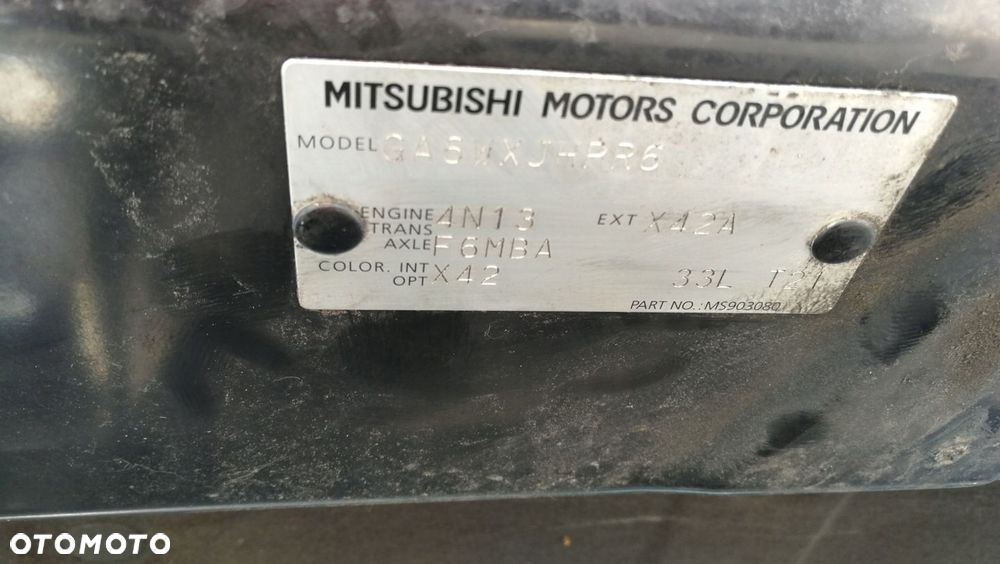 MITSUBISHI MOTORS CORPORATION
MODEL GA6WXJHPR6
ENGINE 4N13 EXT X42A
TRANS
AXLE F6MBA
COLOR. INT X42 33L T21
OPT
PART NO.: MS903080
OTOMOTO